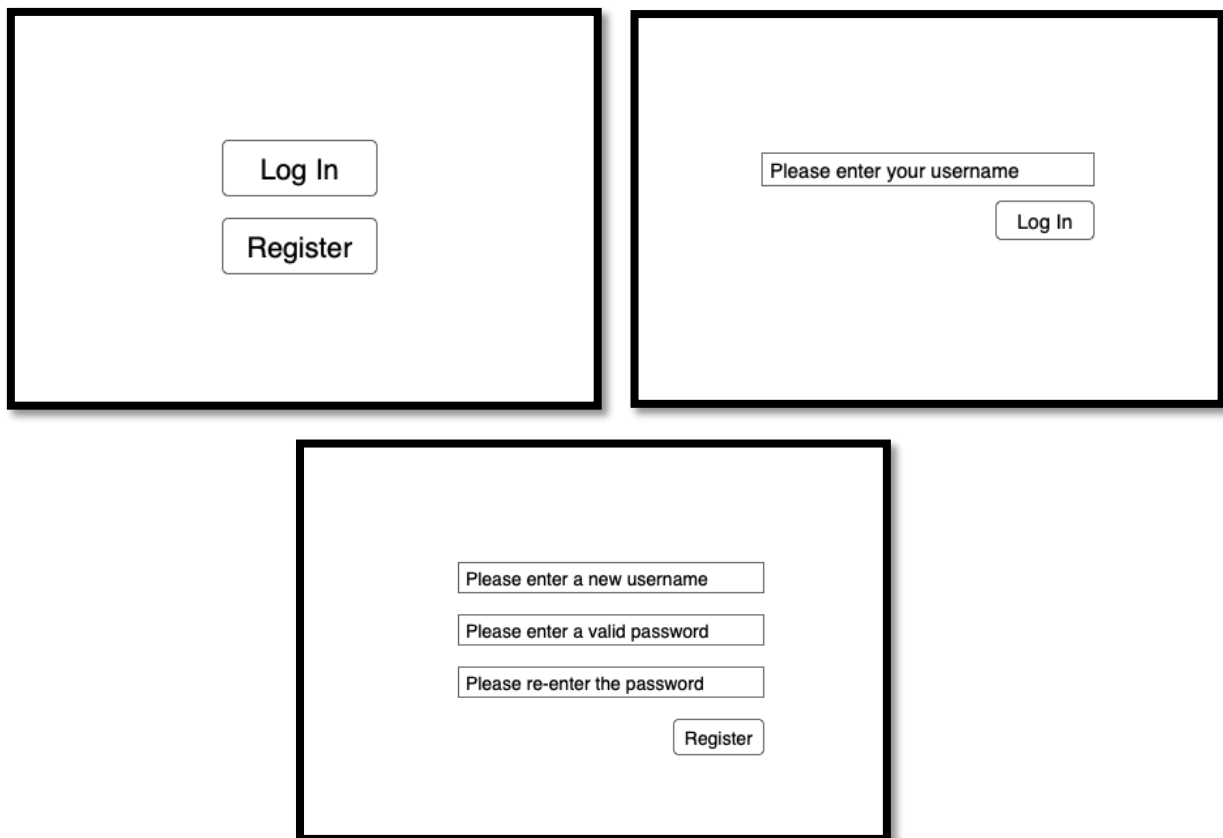 Log In
Register
Please enter your username
Log In
Please enter a new username
Please enter a valid password
Please re-enter the password
Register